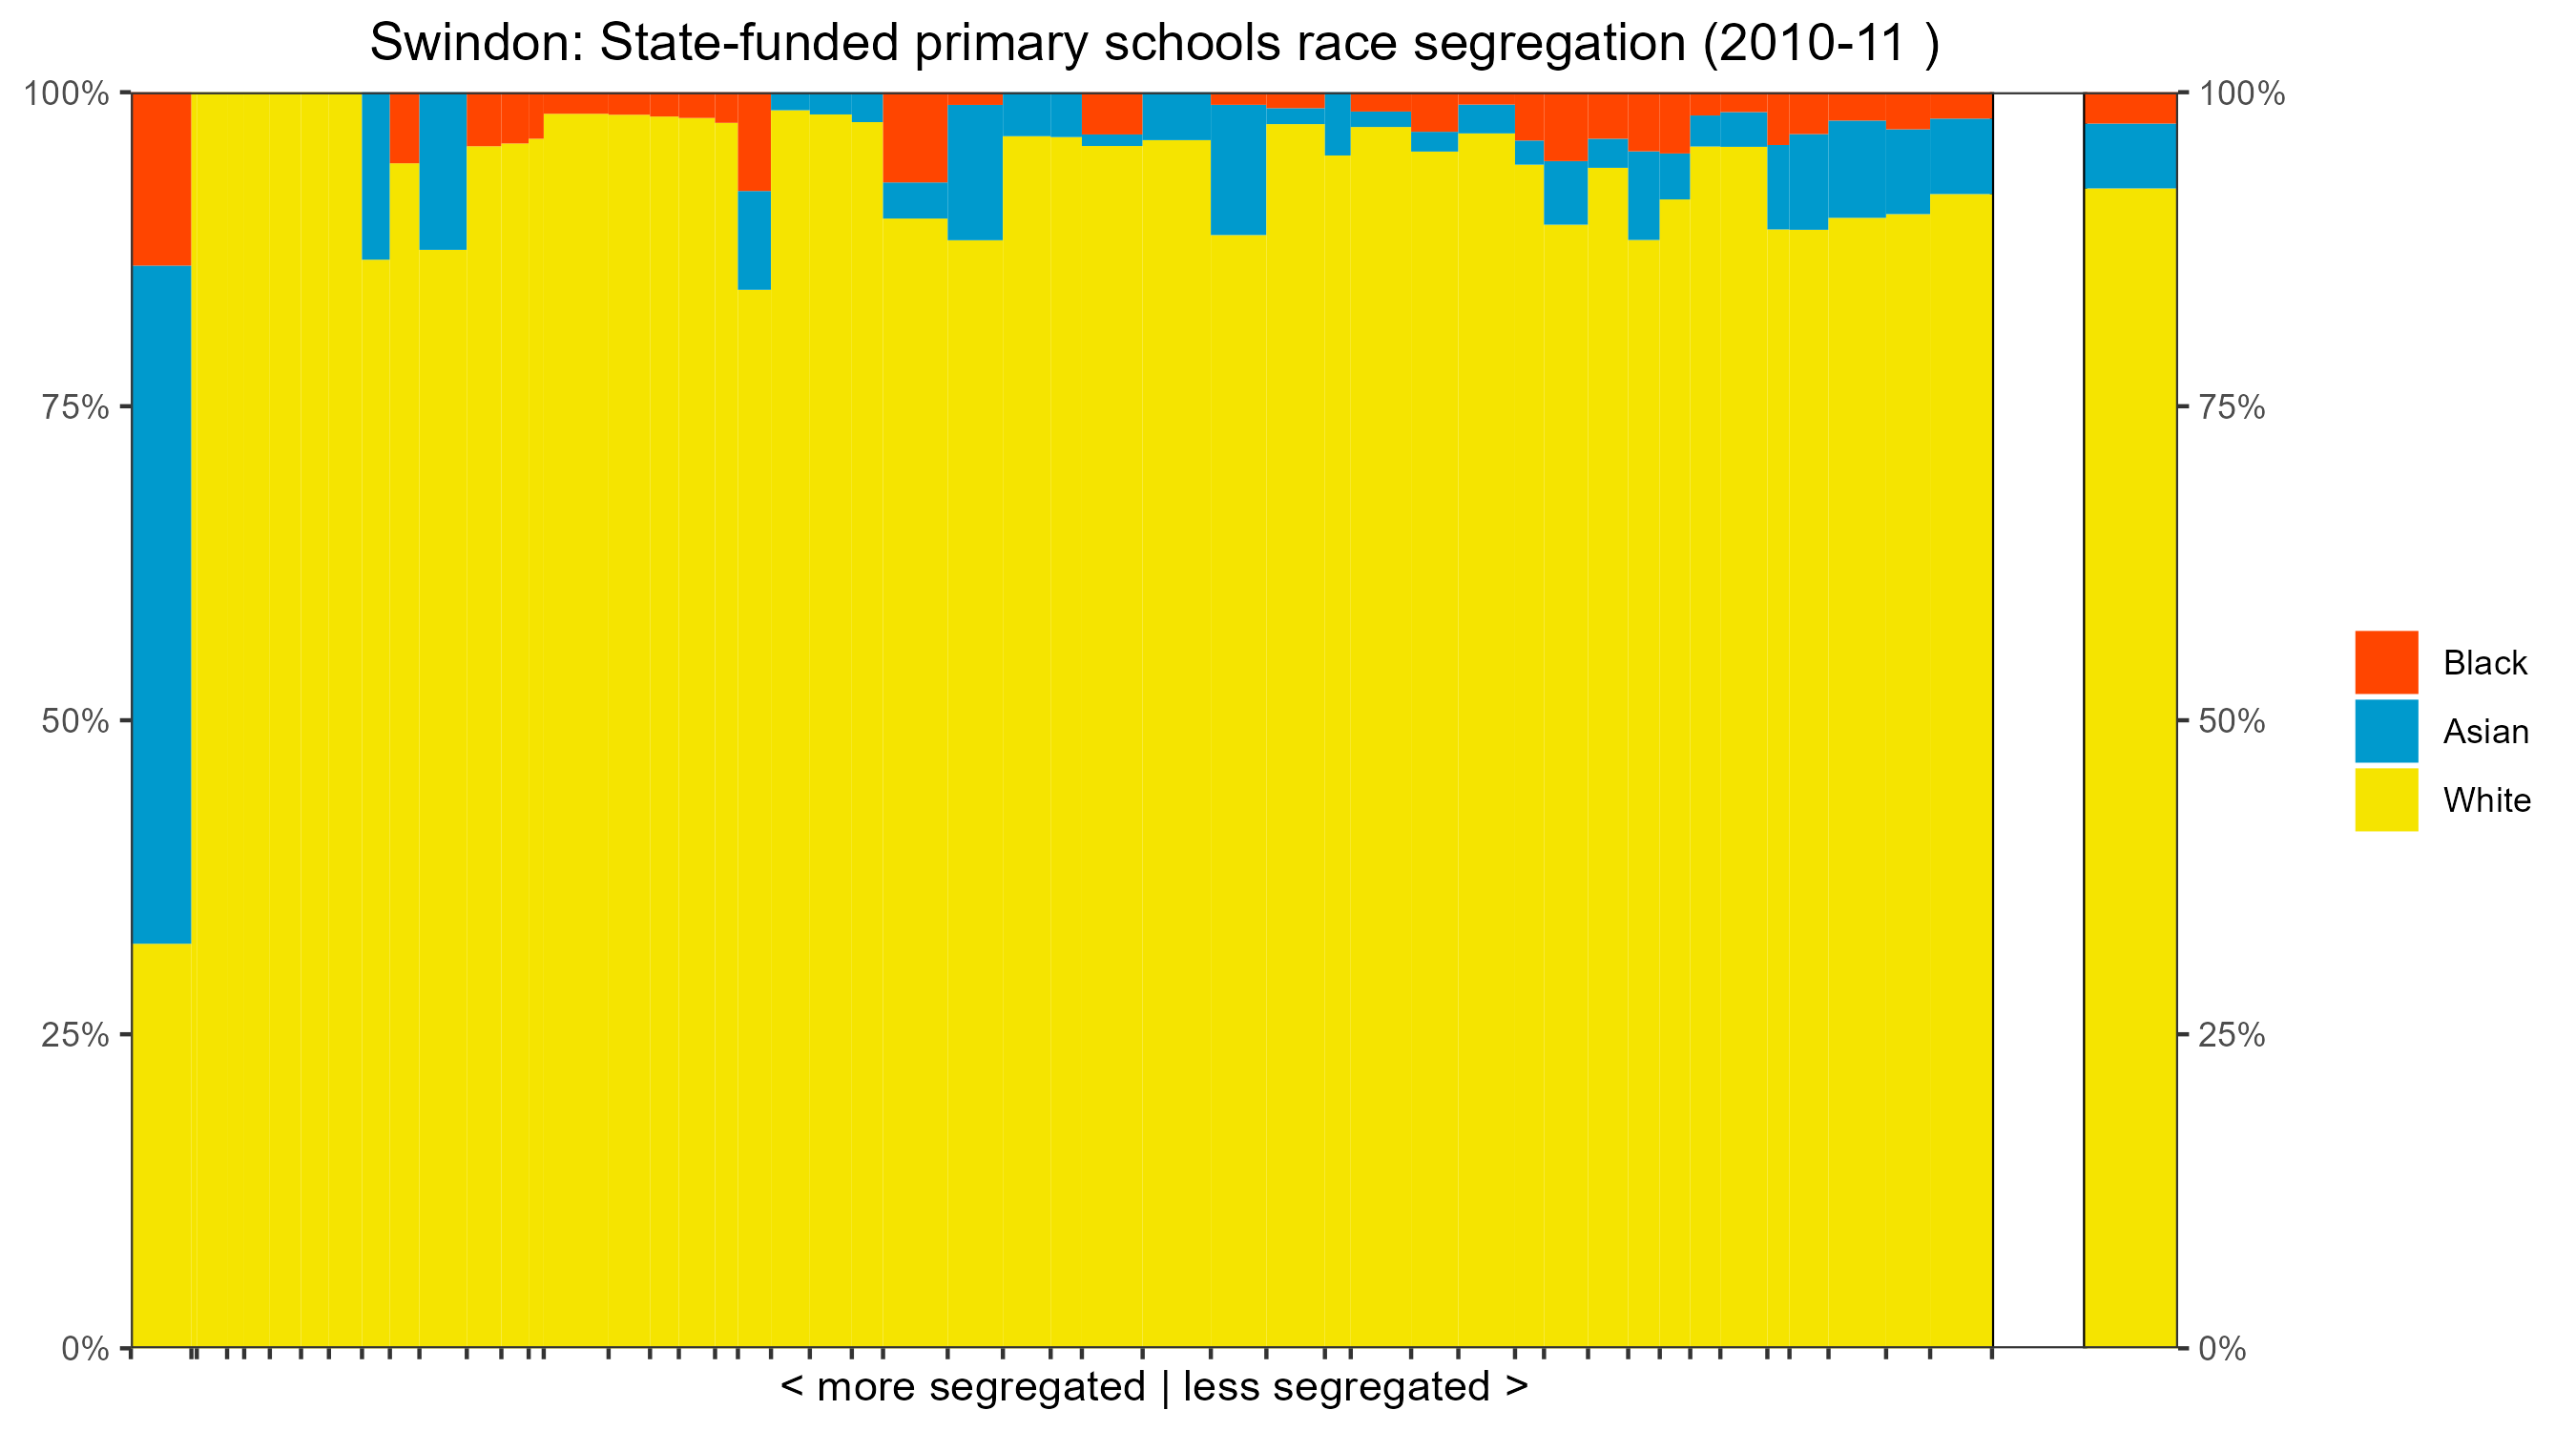 Swindon: State-funded primary schools race segregation (2010-11 )
100%
100%
75%
75%
50%
50%
25%
25%
0%
0%
Black
Asian
White
< more segregated | less segregated >